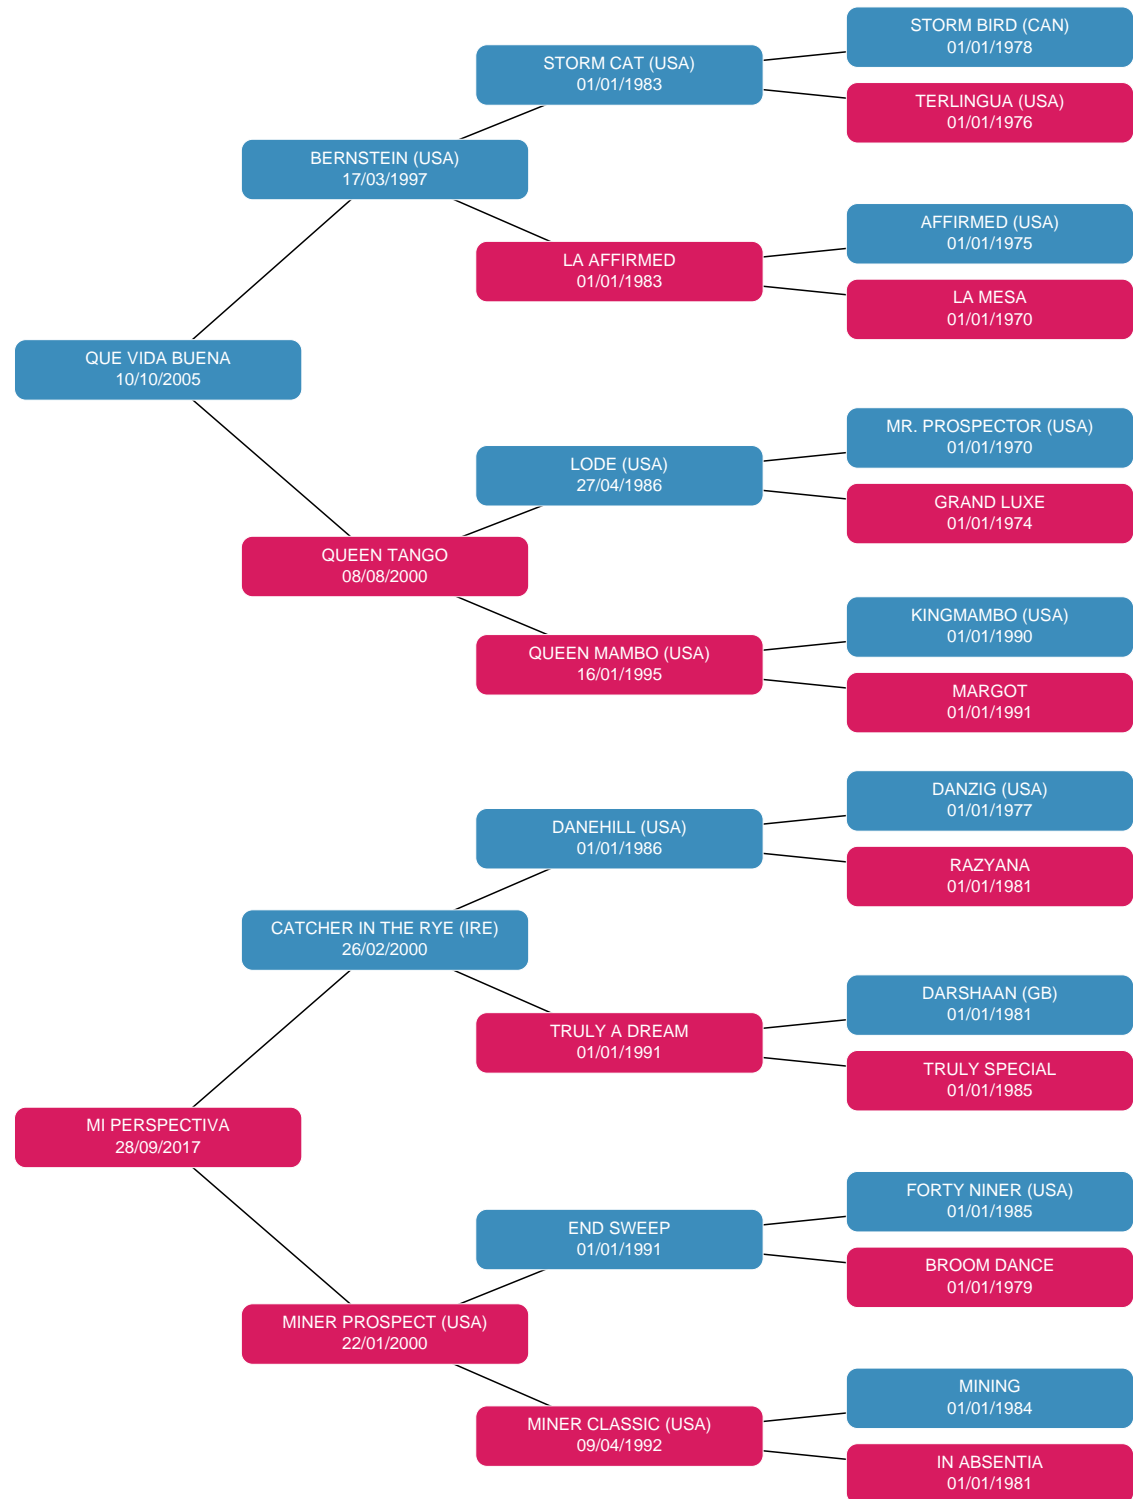 STORM BIRD (CAN)
01/01/1978
STORM CAT (USA)
01/01/1983
TERLINGUA (USA)
01/01/1976
BERNSTEIN (USA)
17/03/1997
AFFIRMED (USA)
01/01/1975
LA AFFIRMED
01/01/1983
LA MESA
01/01/1970
QUE VIDA BUENA
10/10/2005
MR. PROSPECTOR (USA)
01/01/1970
LODE (USA)
27/04/1986
GRAND LUXE
01/01/1974
QUEEN TANGO
08/08/2000
KINGMAMBO (USA)
01/01/1990
QUEEN MAMBO (USA)
16/01/1995
MARGOT
01/01/1991
DANZIG (USA)
01/01/1977
DANEHILL (USA)
01/01/1986
RAZYANA
01/01/1981
CATCHER IN THE RYE (IRE)
26/02/2000
DARSHAAN (GB)
01/01/1981
TRULY A DREAM
01/01/1991
TRULY SPECIAL
01/01/1985
MI PERSPECTIVA
28/09/2017
FORTY NINER (USA)
01/01/1985
END SWEEP
01/01/1991
BROOM DANCE
01/01/1979
MINER PROSPECT (USA)
22/01/2000
MINING
01/01/1984
MINER CLASSIC (USA)
09/04/1992
IN ABSENTIA
01/01/1981